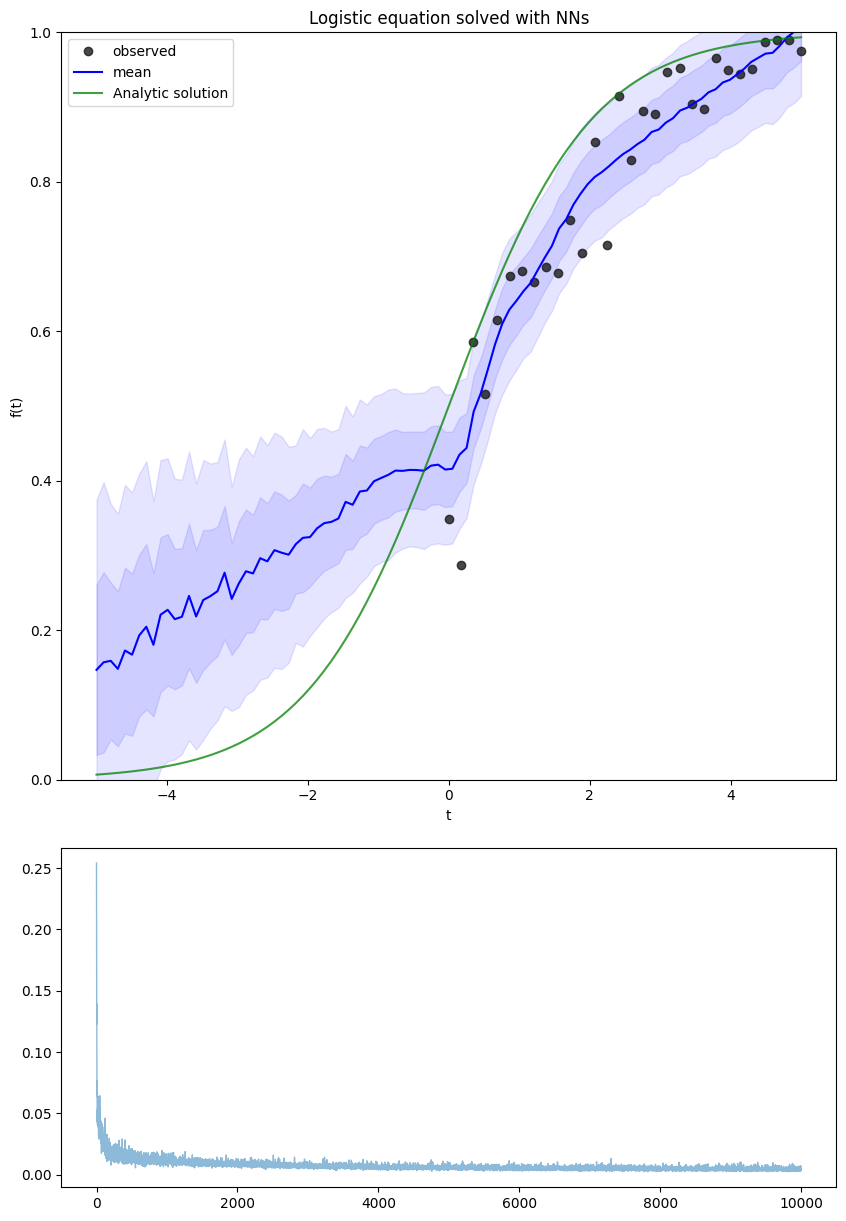 Logistic equation solved with NNs
1.0
observed
mean
Analytic solution
0.8
0.6
f(t)
0.4
0.2
0.0
−4 −2 0 2 4
t
0.25
0.20
0.15
0.10
0.05
0.00
0 2000 4000 6000 8000 10000